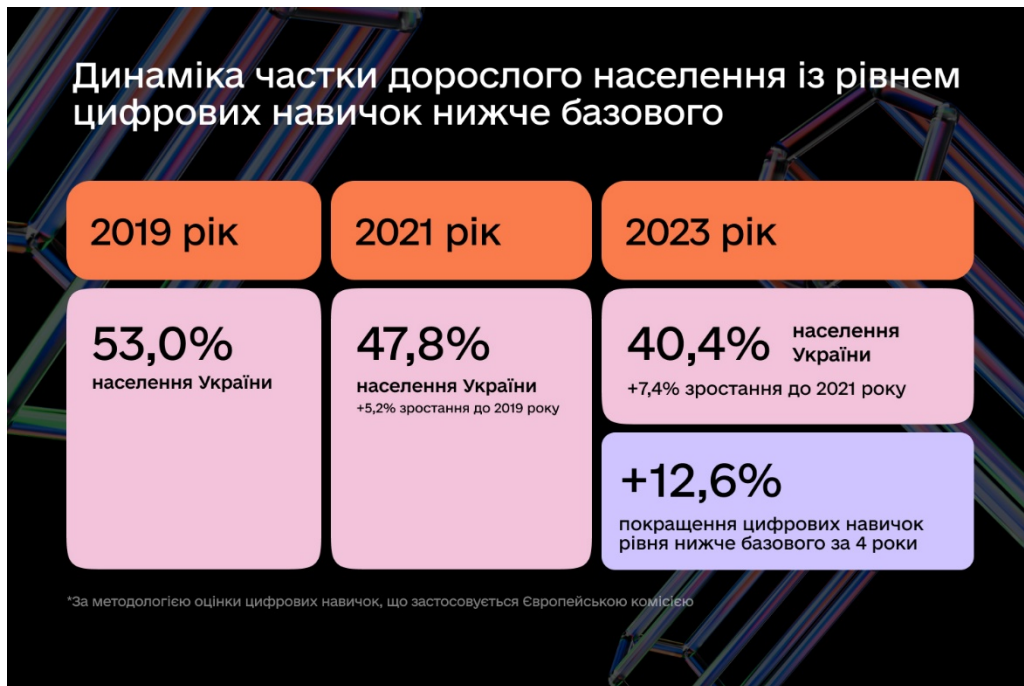 Динаміка частки дорослого населення із рівнем
цифрових навичок нижче базового
2019 рік
53,0%
населення України
2021 рік
47,8%
населення України
+5,2% зростання до 2019 року
2023 рік
40,4%
населення
України
+7,4% зростання до 2021 року
+12,6%
покращення цифрових навичок
рівня нижче базового за 4 роки
*За методологією оцінки цифрових навичок, що застосовується Європейською комісією